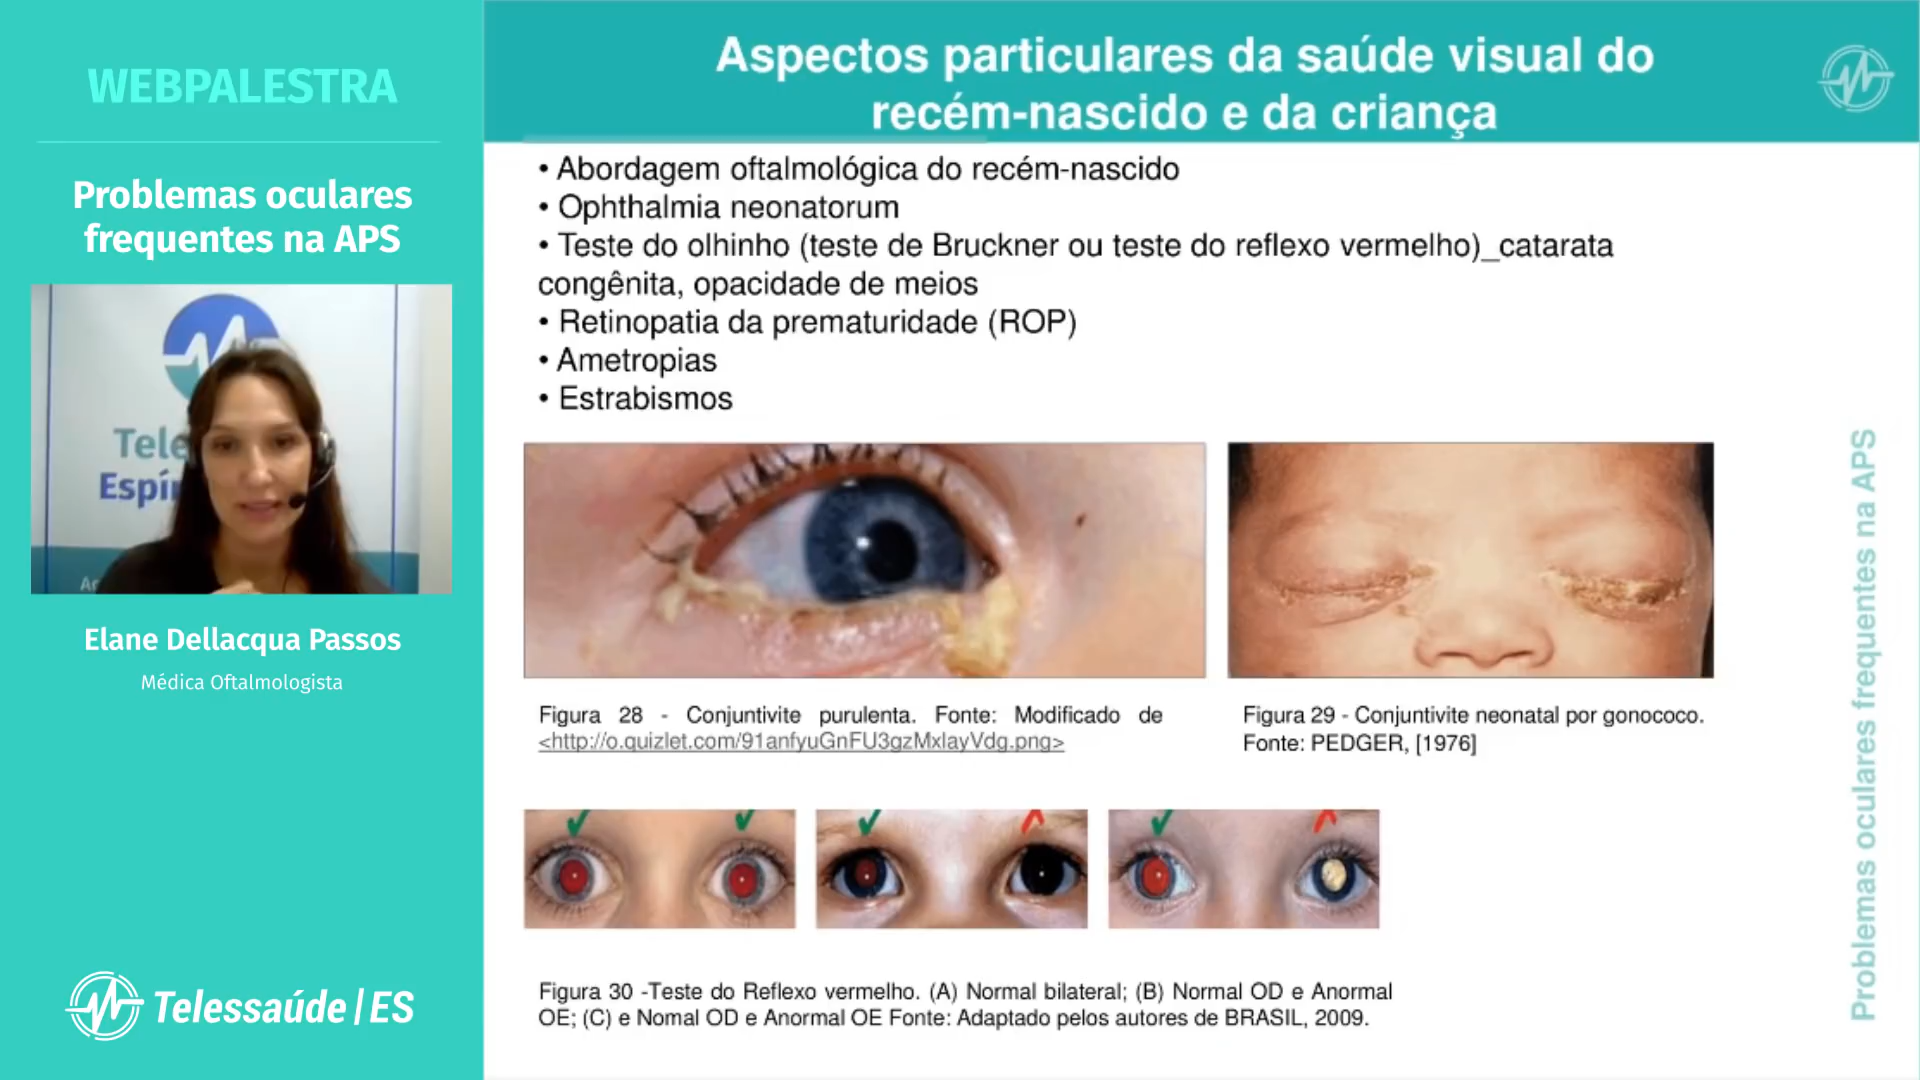 WEBPALESTRA
Problemas oculares
frequentes na APS
Tele
Espír
Elane Dellacqua Passos
Médica Oftalmologista
Telessaúde | ES
Aspectos particulares da saúde visual do
recém-nascido e da criança
• Abordagem oftalmológica do recém-nascido
• Ophthalmia neonatorum
• Teste do olhinho (teste de Bruckner ou teste do reflexo vermelho)_catarata
congênita, opacidade de meios
• Retinopatia da prematuridade (ROP)
• Ametropias
• Estrabismos
Figura 28 - Conjuntivite purulenta. Fonte: Modificado de
<http://o.quizlet.com/91anfyuGnFU3gzMxlayVdg.png>
Figura 29 - Conjuntivite neonatal por gonococo.
Fonte: PEDGER, [1976]
Figura 30 -Teste do Reflexo vermelho. (A) Normal bilateral; (B) Normal OD e Anormal
OE; (C) e Nomal OD e Anormal OE Fonte: Adaptado pelos autores de BRASIL, 2009.
Problemas oculares frequentes na APS